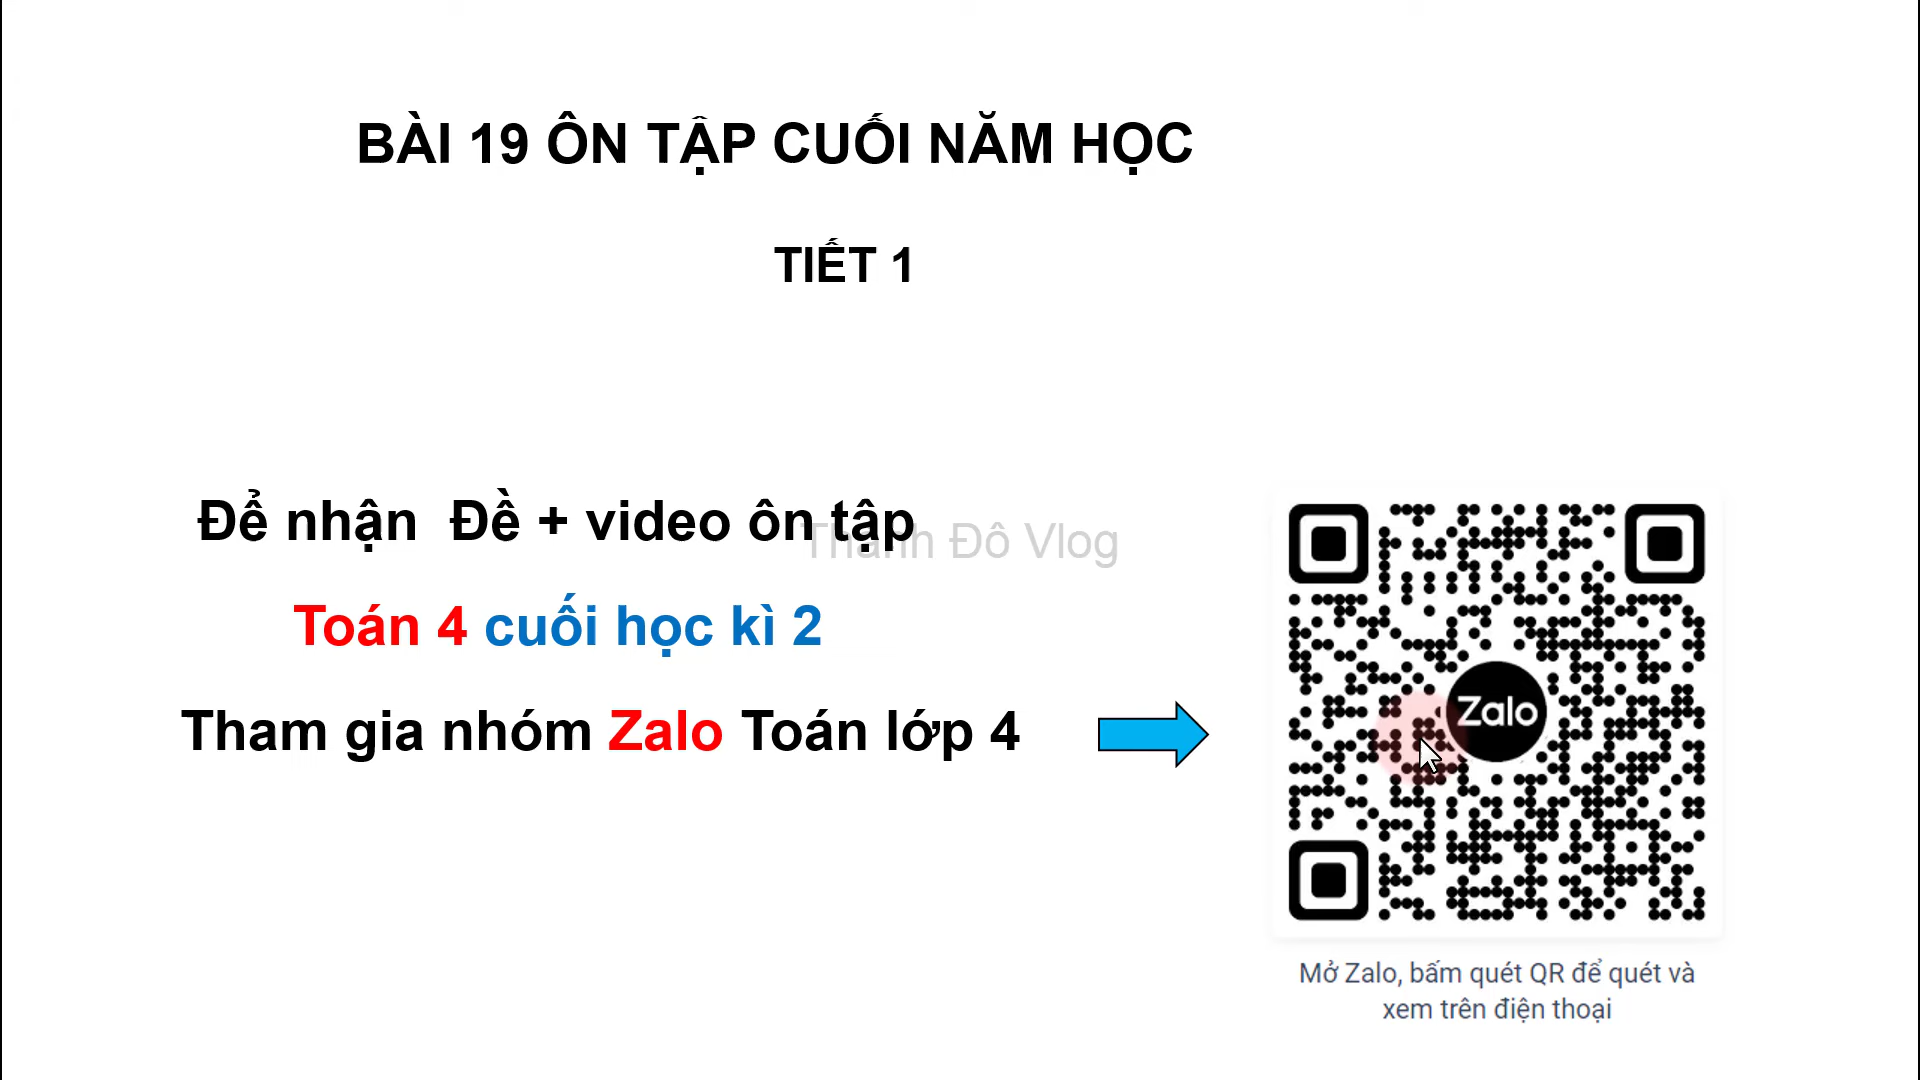 BÀI 19 ÔN TẬP CUỐI NĂM HỌC
TIẾT 1
Để nhận Đề + video ôn tập
Thanh Đô Vlog
Toán 4 cuối học kì 2
Tham gia nhóm Zalo Toán lớp 4
Zalo
Mở Zalo, bấm quét QR để quét và
xem trên điện thoại